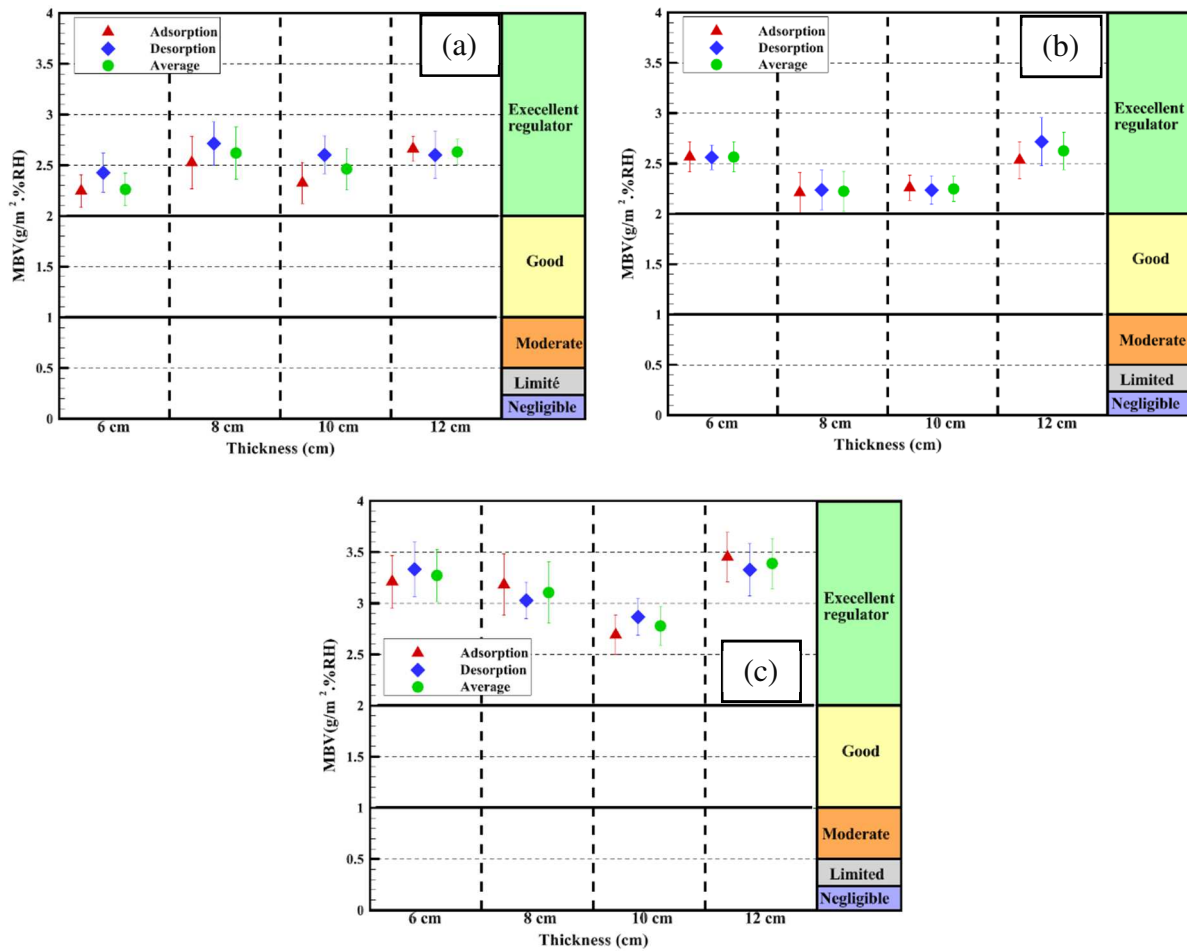 4
3.5
3
2.5
2
1.5
1
0.5
0
MBV(g/m².%RH)
Adsorption
Desorption
Average
(a)
Execellent
regulator
Good
Moderate
Limité
Negligible
6 cm 8 cm 10 cm 12 cm
Thickness (cm)
4
3.5
3
2.5
2
1.5
1
0.5
0
MBV(g/m².%RH)
Adsorption
Desorption
Average
(b)
Execellent
regulator
Good
Moderate
Limited
Negligible
6 cm 8 cm 10 cm 12 cm
Thickness (cm)
4
3.5
3
2.5
2
1.5
1
0.5
0
MBV(g/m².%RH)
Adsorption
Desorption
Average
(c)
Execellent
regulator
Good
Moderate
Limited
Negligible
6 cm 8 cm 10 cm 12 cm
Thickness (cm)